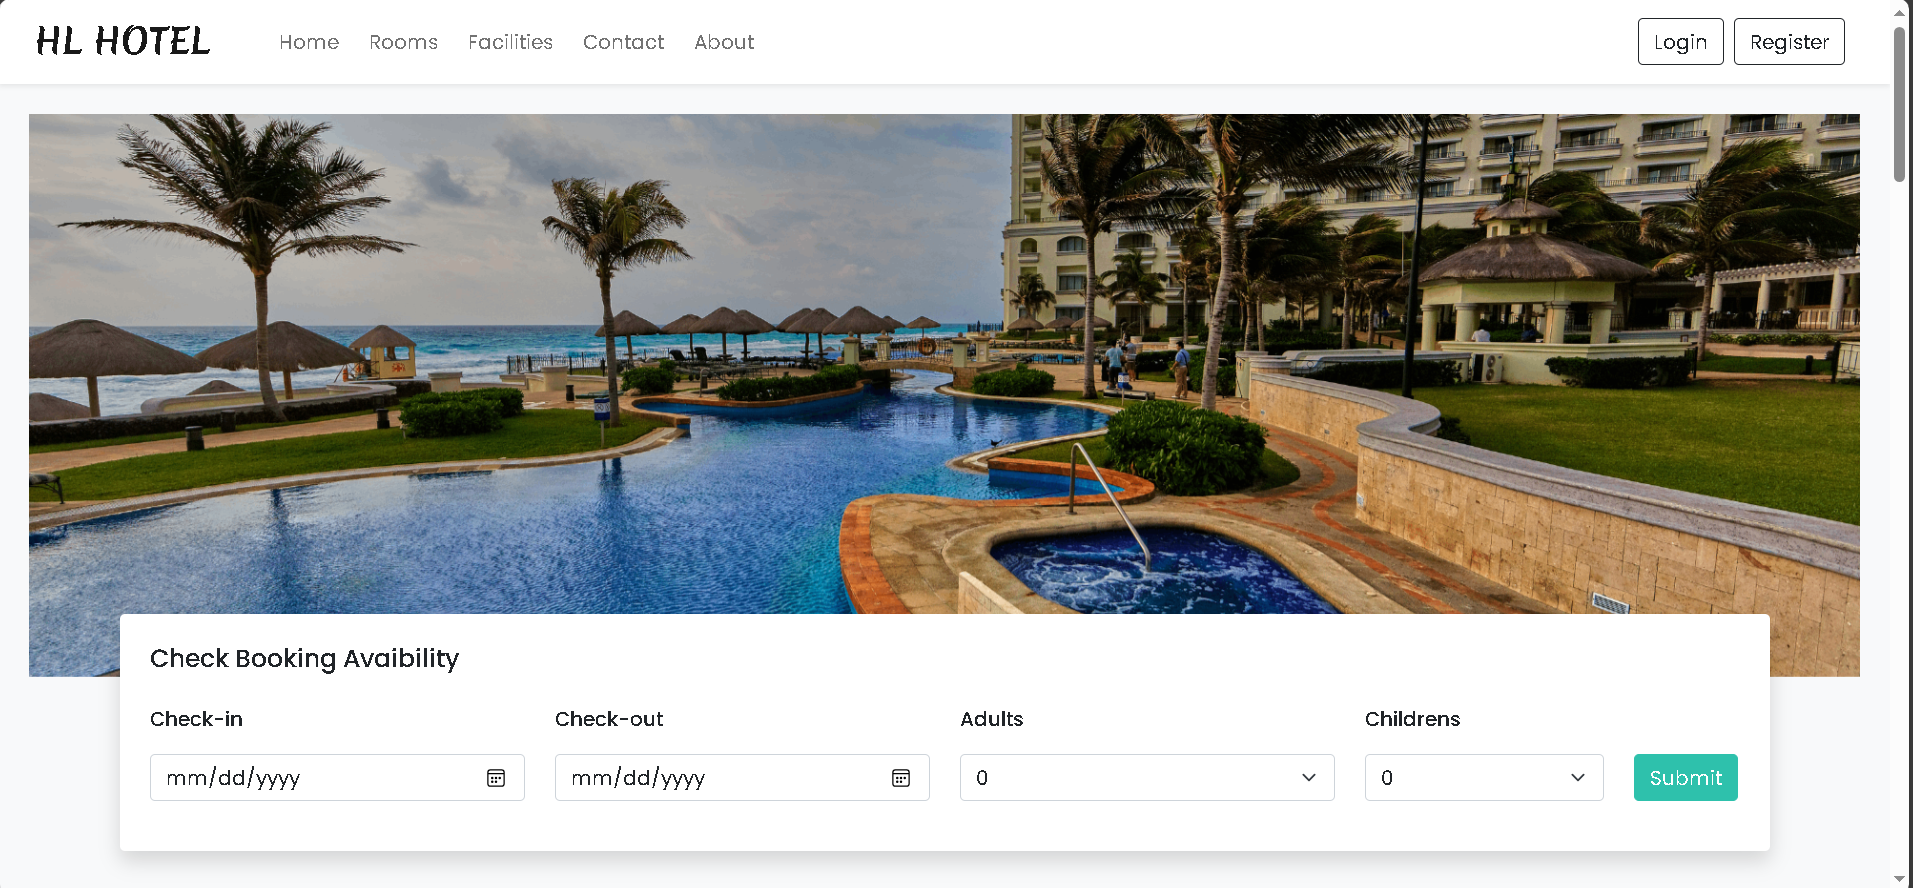 HL HOTEL Home Rooms Facilities Contact About Login Register
Check Booking Avaibility
Check-in Check-out Adults Childrens
mm/dd/yyyy mm/dd/yyyy 0 0 Submit